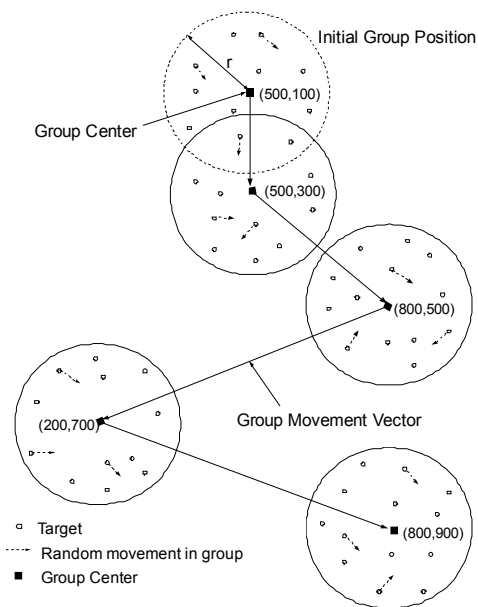 Initial Group Position
r
(500,100)
Group Center
(500,300)
(800,500)
(200,700)
Group Movement Vector
(800,900)
Target
Random movement in group
Group Center